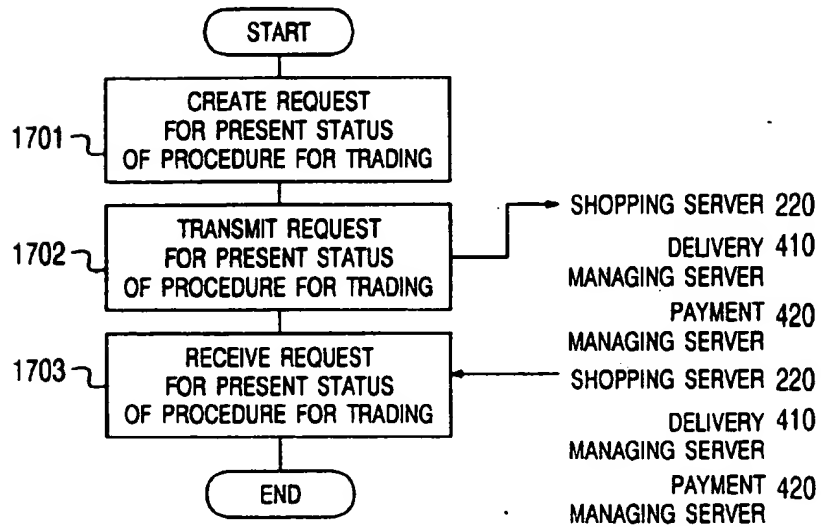 START
CREATE REQUEST
FOR PRESENT STATUS
OF PROCEDURE FOR TRADING
1701
TRANSMIT REQUEST
FOR PRESENT STATUS
OF PROCEDURE FOR TRADING
1702
SHOPPING SERVER 220
DELIVERY 410
MANAGING SERVER
PAYMENT 420
MANAGING SERVER
RECEIVE REQUEST
FOR PRESENT STATUS
OF PROCEDURE FOR TRADING
1703
SHOPPING SERVER 220
DELIVERY 410
MANAGING SERVER
PAYMENT 420
MANAGING SERVER
END